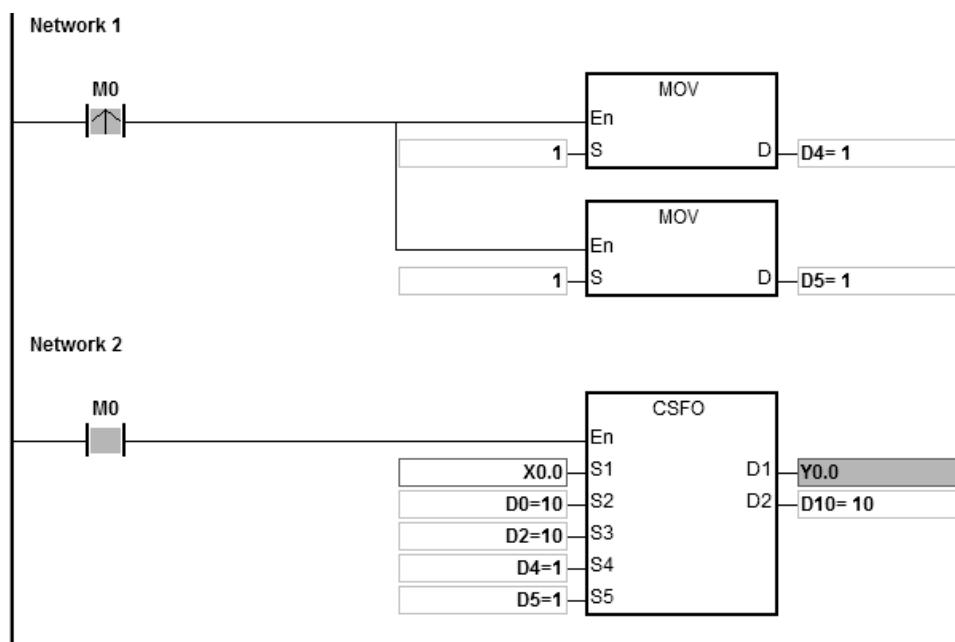 Network 1
M0
MOV
En
1 S D D4= 1
MOV
En
1 S D D5= 1
Network 2
M0
CSFO
En
X0.0 S1 D1 Y0.0
D0=10 S2 D2 D10= 10
D2=10 S3
D4=1 S4
D5=1 S5